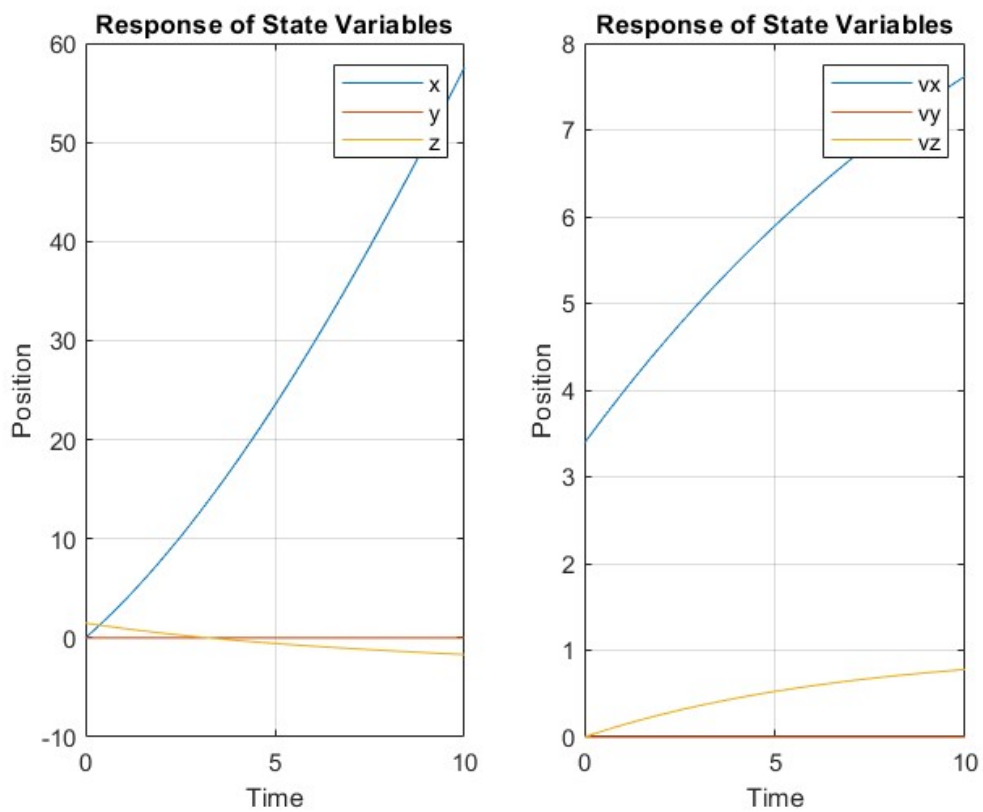 Response of State Variables
60
50
40
30
20
10
0
-10
Position
x
y
z
0
5
10
Time
Response of State Variables
8
7
6
5
4
3
2
1
0
Position
vx
vy
vz
0
5
10
Time